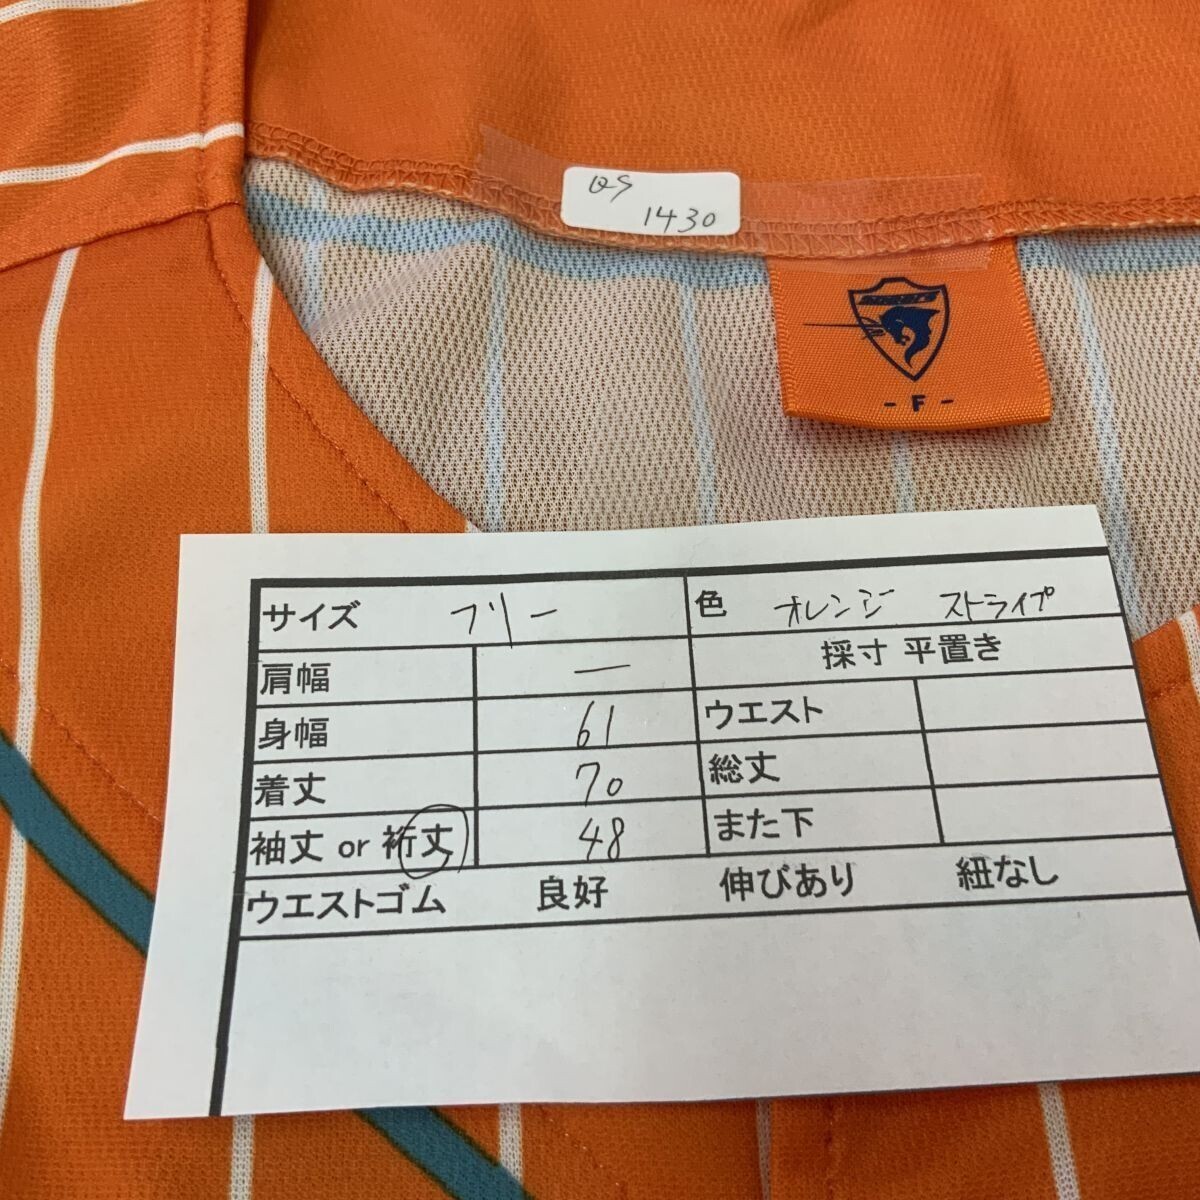 QS
1430
- F -
サイズ フリー 色 オレンジ ストライプ
肩幅 — 採寸 平置き
身幅 61 ウエスト
着丈 70 総丈
袖丈 or 裄丈 48 また下
ウエストゴム 良好 伸びあり 紐なし